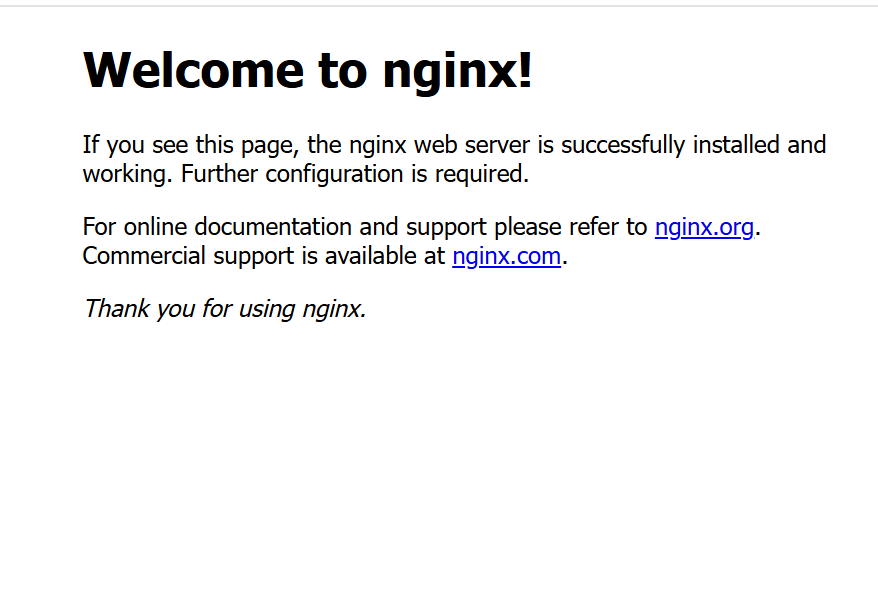 Welcome to nginx!
If you see this page, the nginx web server is successfully installed and
working. Further configuration is required.
For online documentation and support please refer to nginx.org.
Commercial support is available at nginx.com.
Thank you for using nginx.